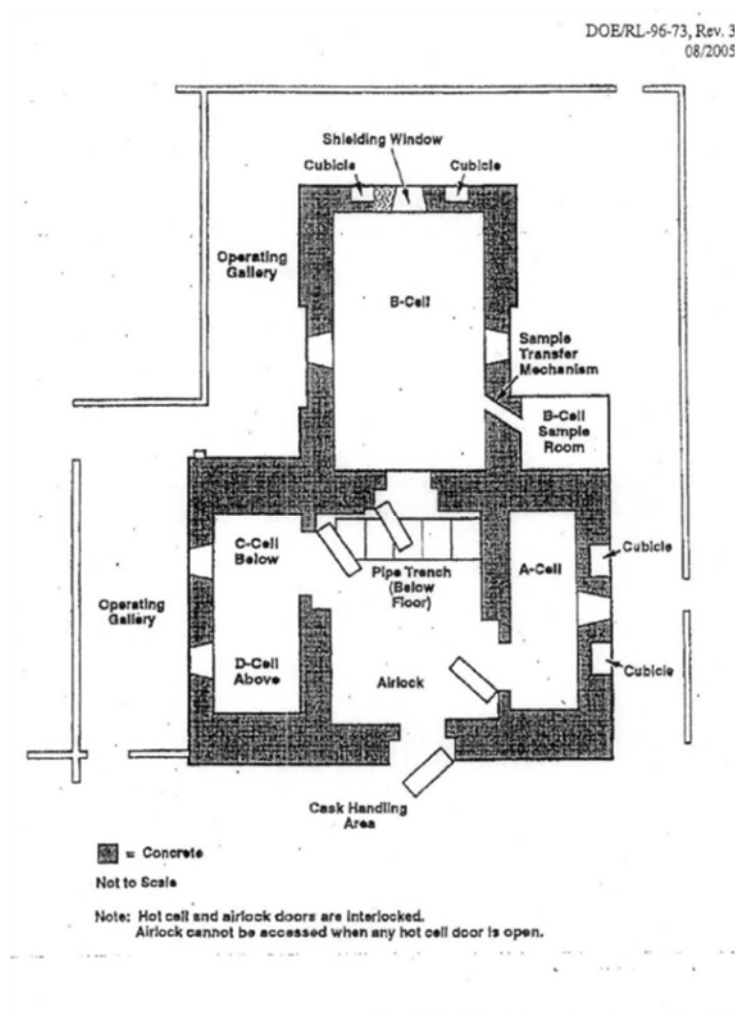 DOE/RL-96-73, Rev. 3
08/2005
Shielding Window
Cubicle
Cubicle
Operating
Gallery
B-Cell
Sample
Transfer
Mechanism
B-Cell
Sample
Room
C-Cell
Below
Pipe Trench
(Below
Floor)
A-Cell
Cubicle
Operating
Gallery
D-Cell
Above
Airlock
Cubicle
Cask Handling
Area
= Concrete
Not to Scale
Note: Hot cell and airlock doors are interlocked.
Airlock cannot be accessed when any hot cell door is open.